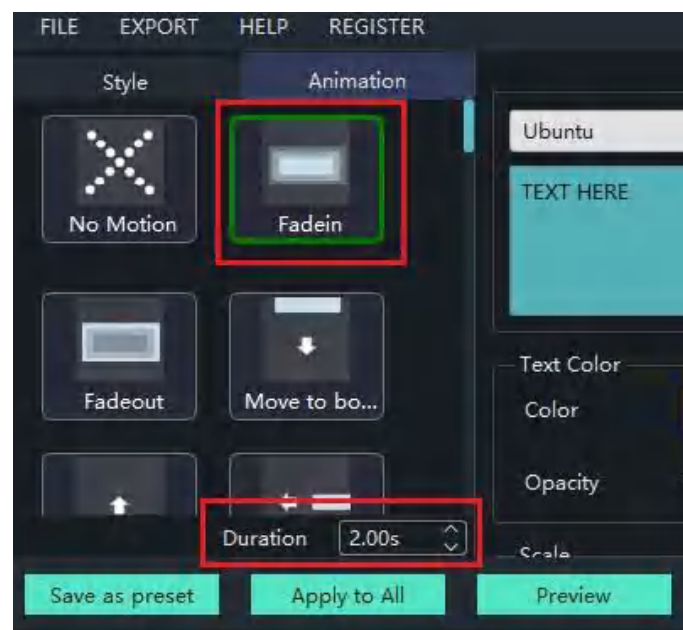 FILE EXPORT HELP REGISTER
Style Animation
No Motion Fadein
Fadeout Move to bo...
Duration 2.00s
Save as preset Apply to All Preview
Ubuntu
TEXT HERE
Text Color
Color
Opacity
Scale